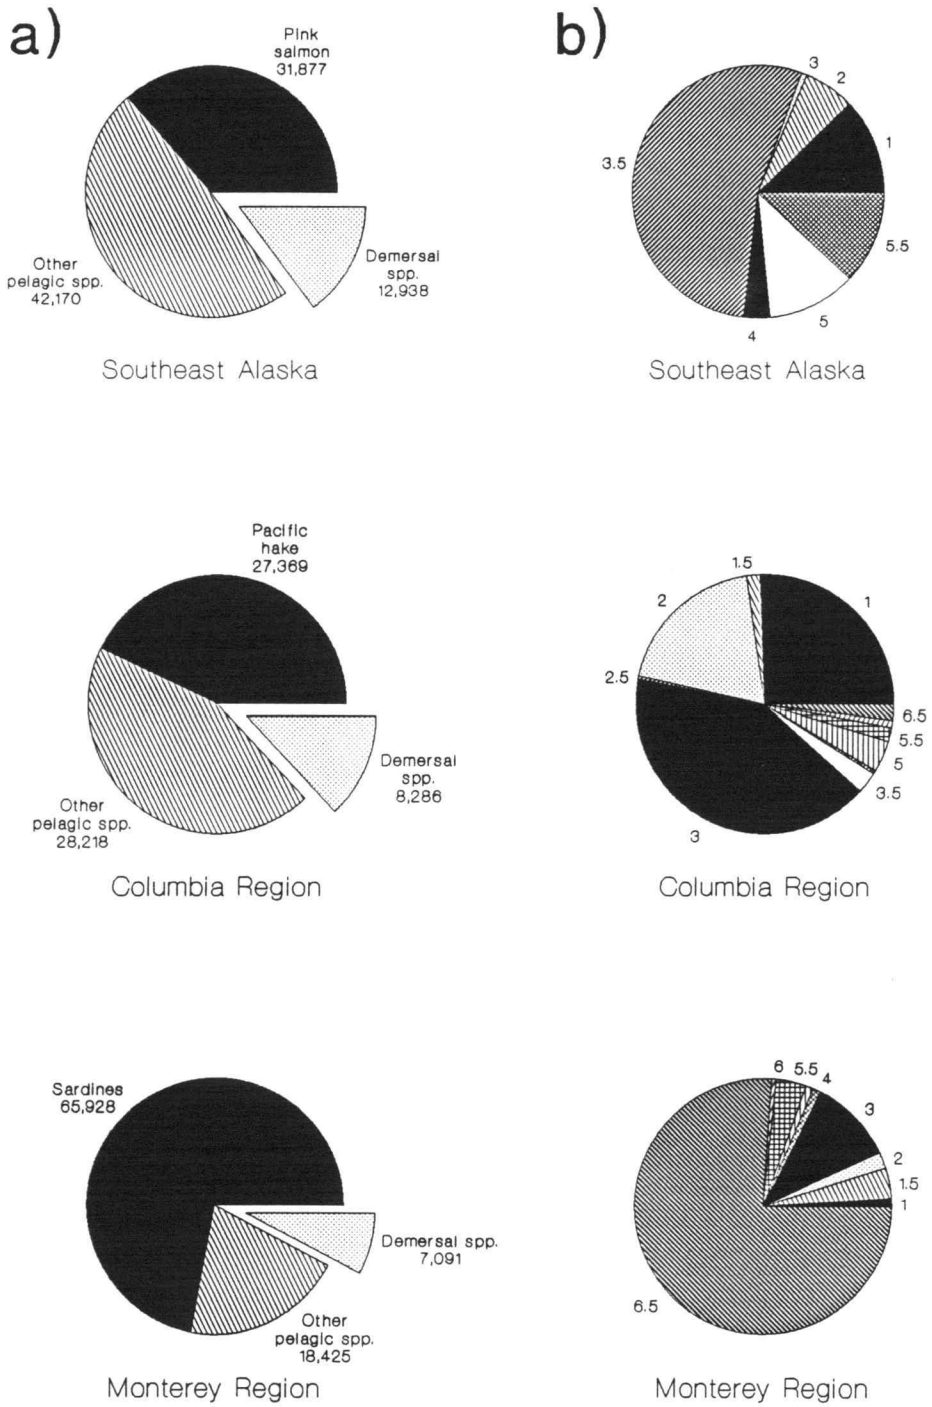 a)
Pink
salmon
31,877
Other
pelagic spp.
42,170
Demersal
spp.
12,938
Southeast Alaska
b)
3
2
1
3.5
5.5
5
4
Southeast Alaska
Pacific
hake
27,369
Other
pelagic spp.
28,218
Demersal
spp.
8,286
Columbia Region
1.5
2
1
2.5
6.5
5.5
5
3.5
3
Columbia Region
Sardines
65,928
Demersal spp.
7,091
Other
pelagic spp.
18,425
Monterey Region
6
5.5
4
3
2
1.5
1
6.5
Monterey Region